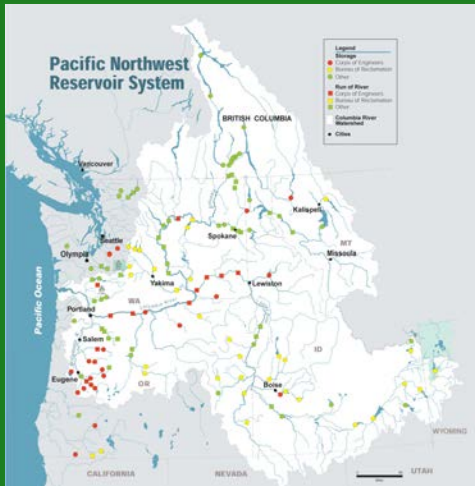 Pacific Northwest
Reservoir System
Legend
Storage
Corps of Engineers
Bureau of Reclamation
Other
Run of River
Corps of Engineers
Bureau of Reclamation
Other
Columbia River
Watershed
Cities
BRITISH COLUMBIA
Vancouver
Kalispell
Seattle
Spokane
MT
Olympia
Missoula
Yakima
Lewiston
WA
Pacific Ocean
Portland
Salem
ID
Eugene
Boise
OR
WYOMING
CALIFORNIA
NEVADA
UTAH